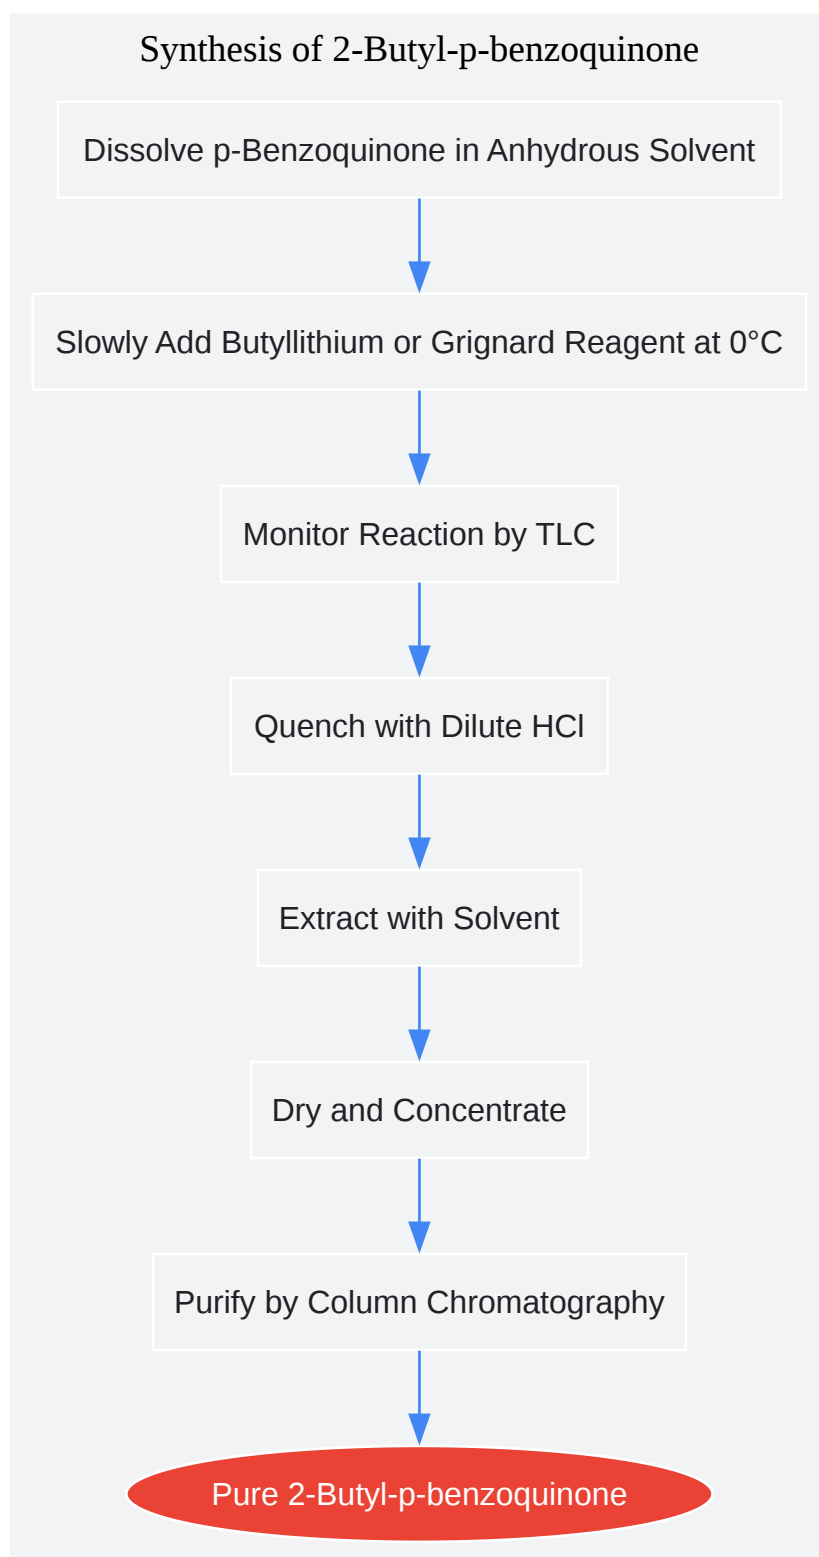 Synthesis of 2-Butyl-p-benzoquinone
Dissolve p-Benzoquinone in Anhydrous Solvent
Slowly Add Butyllithium or Grignard Reagent at 0°C
Monitor Reaction by TLC
Quench with Dilute HCl
Extract with Solvent
Dry and Concentrate
Purify by Column Chromatography
Pure 2-Butyl-p-benzoquinone